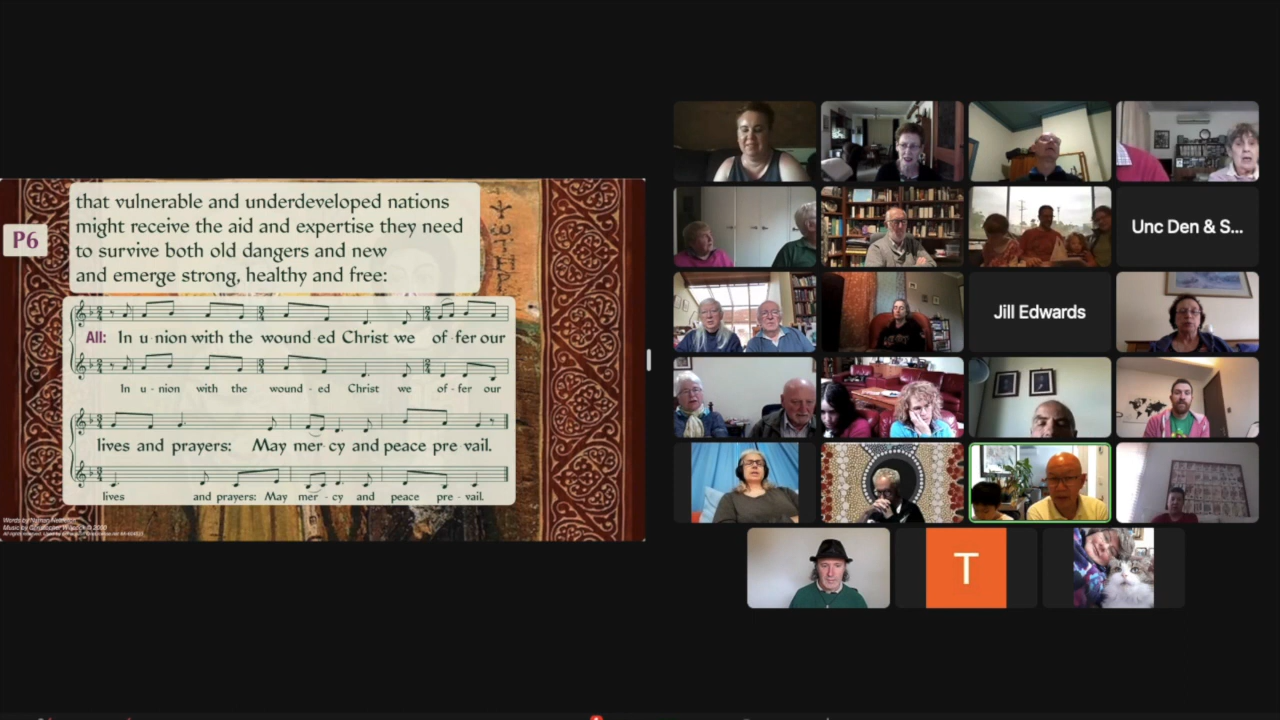 that vulnerable and underdeveloped nations
might receive the aid and expertise they need
to survive both old dangers and new
and emerge strong, healthy and free:
P6
All: In u-nion with the wound-ed Christ we of-fer our
In u - nion with the wound - ed Christ we of - fer our
lives and prayers: May mer-cy and peace pre-vail.
lives and prayers: May mer - cy and peace pre - vail.
Unc Den & S...
Jill Edwards
T